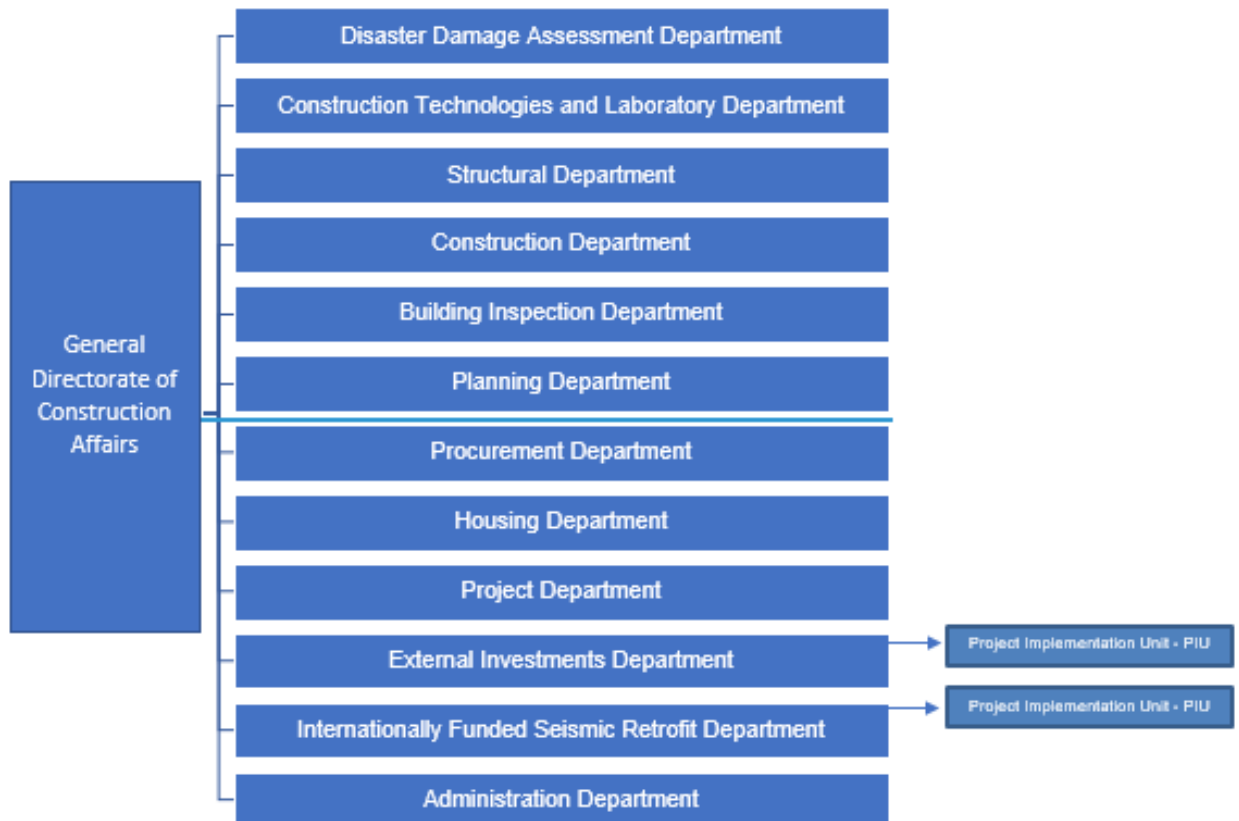 Disaster Damage Assessment Department
Construction Technologies and Laboratory Department
Structural Department
Construction Department
Building Inspection Department
General
Directorate of
Construction
Affairs
Planning Department
Procurement Department
Housing Department
Project Department
External Investments Department
Project Implementation Unit - PIU
Internationally Funded Seismic Retrofit Department
Project Implementation Unit - PIU
Administration Department